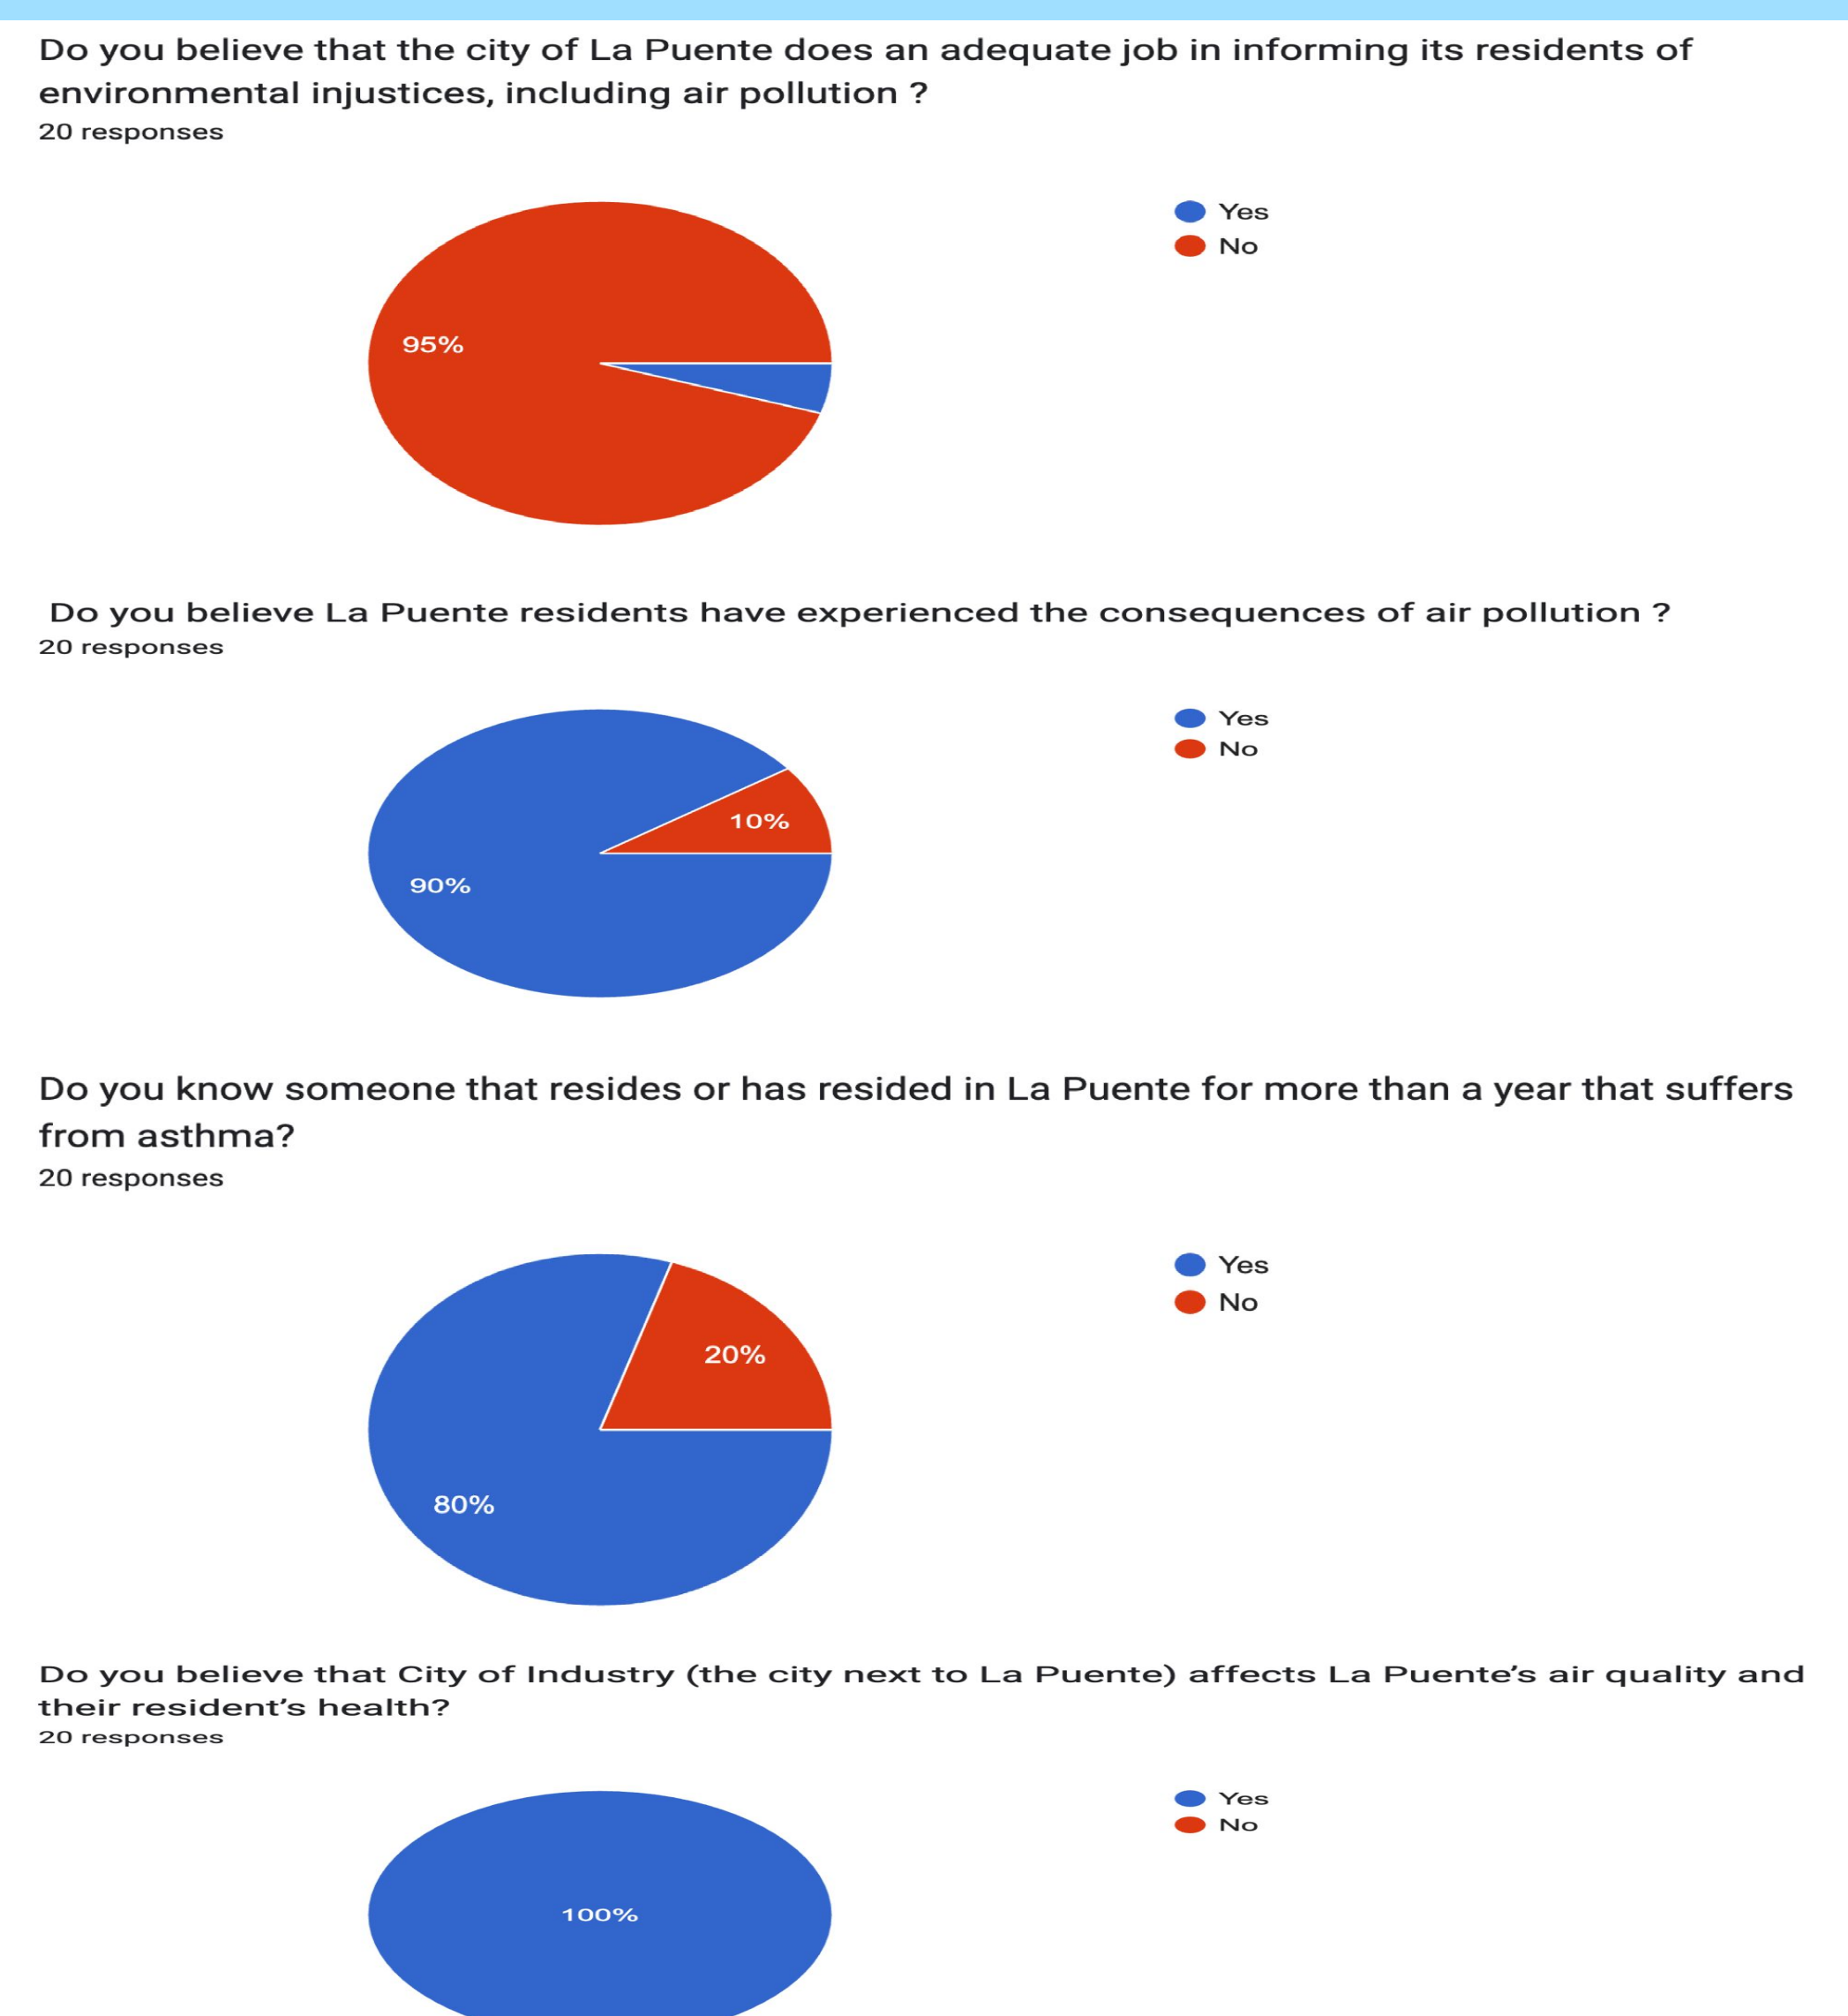 Do you believe that the city of La Puente does an adequate job in informing its residents of
environmental injustices, including air pollution ?
20 responses
Yes
No
95%
Do you believe La Puente residents have experienced the consequences of air pollution ?
20 responses
Yes
No
10%
90%
Do you know someone that resides or has resided in La Puente for more than a year that suffers
from asthma?
20 responses
Yes
No
20%
80%
Do you believe that City of Industry (the city next to La Puente) affects La Puente’s air quality and
their resident’s health?
20 responses
Yes
No
100%